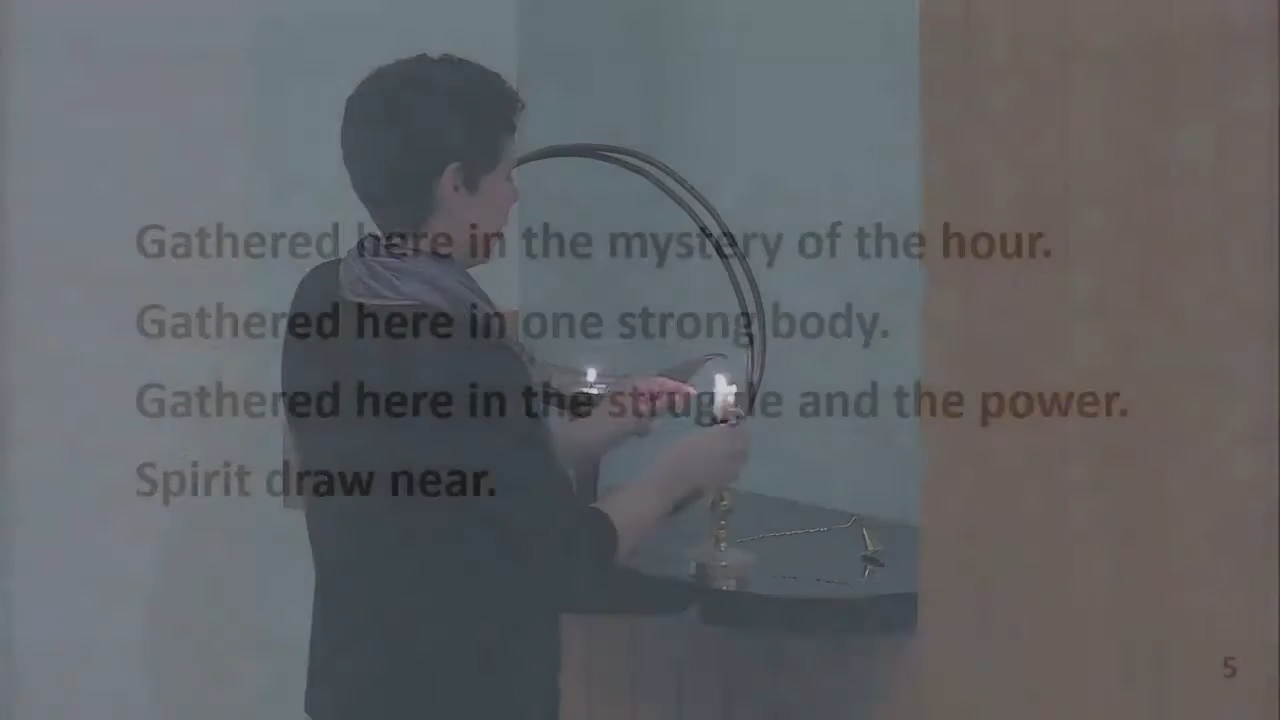 Gathered here in the mystery of the hour.
Gathered here in one strong body.
Gathered here in the struggle and the power.
Spirit draw near.
5